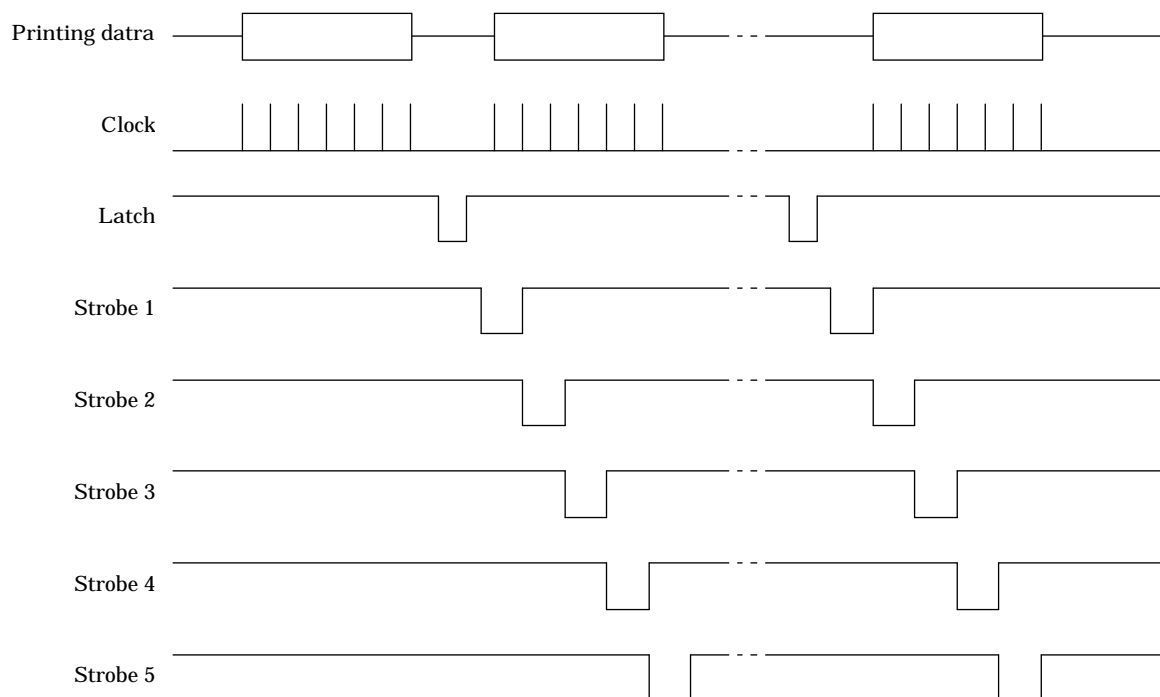 Printing datra
Clock
Latch
Strobe 1
Strobe 2
Strobe 3
Strobe 4
Strobe 5